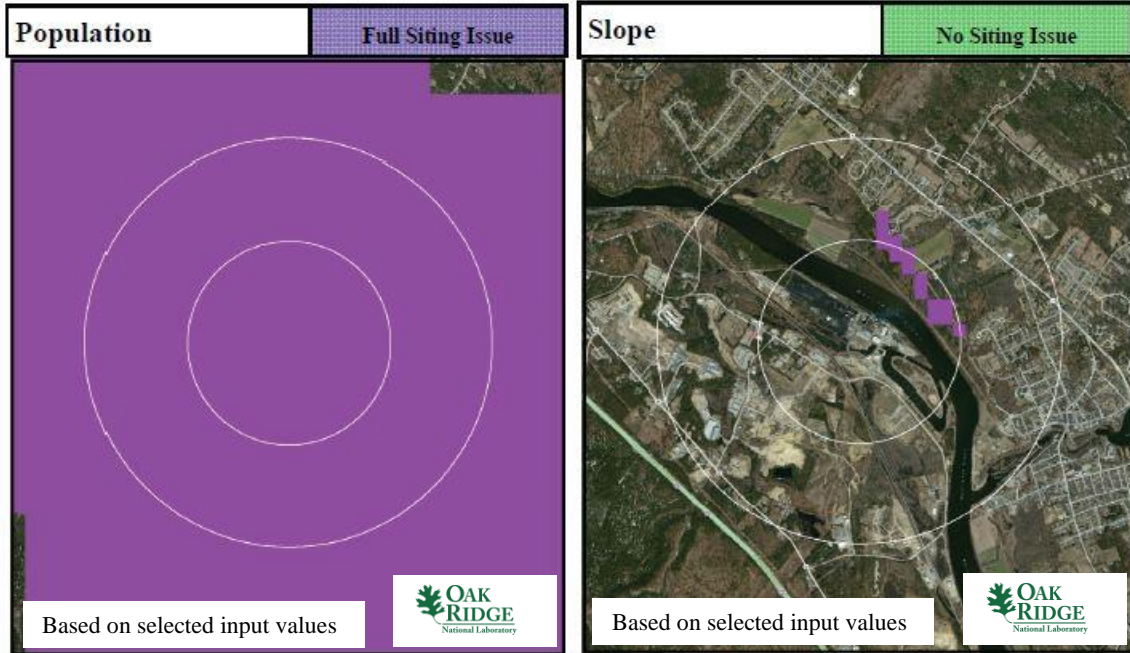 Population
Full Siting Issue
Based on selected input values
OAK
RIDGE
National Laboratory
Slope
No Siting Issue
Based on selected input values
OAK
RIDGE
National Laboratory